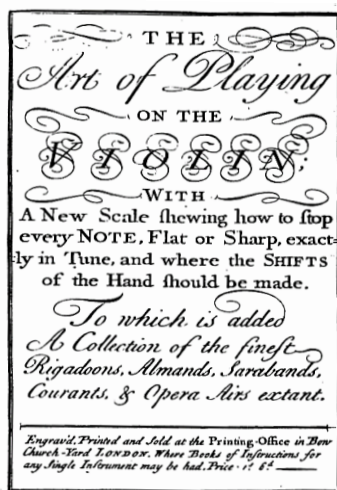 THE
Art of Playing
ON THE
VIOLIN;
WITH
A New Scale ſhewing how to ſtop
every NOTE, Flat or Sharp, exact=
ly in Tune, and where the SHIFTS
of the Hand ſhould be made.
To which is added
A Collection of the fineſt
Rigadoons, Almands, Sarabands,
Courants, & Opera Airs extant.
Engrav'd, Printed and Sold at the Printing-Office in Bow
Church-Yard LONDON. Where Books of Inſtructions for
any ſingle Inſtrument may be had. Price 1ˢ 6ᵈ